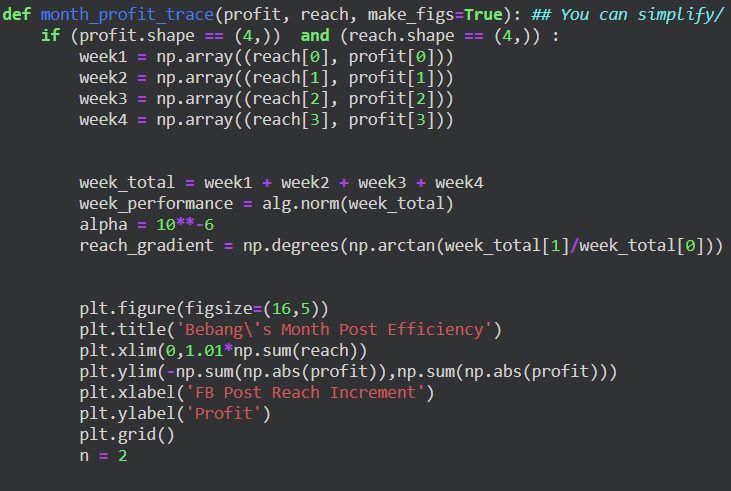 def month_profit_trace(profit, reach, make_figs=True): ## You can simplify/
    if (profit.shape == (4,))  and (reach.shape == (4,)) :
        week1 = np.array((reach[0], profit[0]))
        week2 = np.array((reach[1], profit[1]))
        week3 = np.array((reach[2], profit[2]))
        week4 = np.array((reach[3], profit[3]))
        week_total = week1 + week2 + week3 + week4
        week_performance = alg.norm(week_total)
        alpha = 10**-6
        reach_gradient = np.degrees(np.arctan(week_total[1]/week_total[0]))
        plt.figure(figsize=(16,5))
        plt.title('Bebang\'s Month Post Efficiency')
        plt.xlim(0,1.01*np.sum(reach))
        plt.ylim(-np.sum(np.abs(profit)),np.sum(np.abs(profit)))
        plt.xlabel('FB Post Reach Increment')
        plt.ylabel('Profit')
        plt.grid()
        n = 2